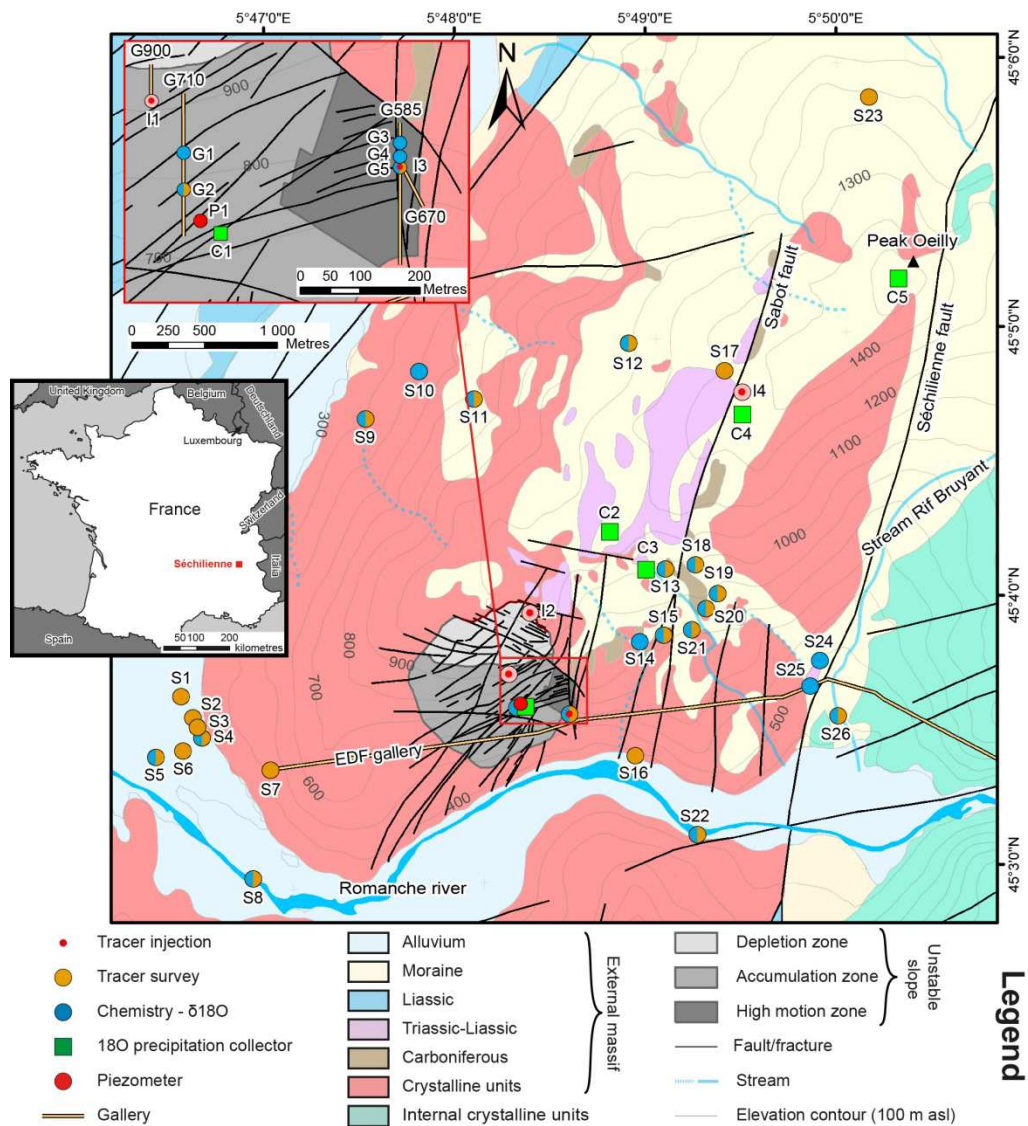 5°47'0"E
5°48'0"E
5°49'0"E
5°50'0"E
45°6'0"N
45°5'0"N
45°4'0"N
45°3'0"N
G900
G710
900
I1
G585
G3
G4
G5
I3
G1
800
G2
P1
C1
G670
700
0 50 100 200
Metres
0 250 500 1 000
Metres
N
S23
1300
Peak Oeilly
C5
Sabot fault
Séchilienne fault
S12
S17
1400
1200
I4
C4
1100
S10
S11
S9
300
United Kingdom
Belgium
Deutschland
Luxembourg
France
Switzerland
Italia
Séchilienne
Spain
50 100 200
kilometres
Stream Rif Bruyant
C2
1000
C3
S18
S13
S19
I2
S15
S20
S14
S21
S24
S25
800
900
700
S1
S2
S3
S4
S5
S6
500
S26
EDF-gallery
S7
600
400
S16
S22
S8
Romanche river
Tracer injection
Tracer survey
Chemistry - δ18O
18O precipitation collector
Piezometer
Gallery
Alluvium
Moraine
Liassic
Triassic-Liassic
Carboniferous
Crystalline units
Internal crystalline units
External massif
Depletion zone
Accumulation zone
High motion zone
Unstable
slope
Fault/fracture
Stream
Elevation contour (100 m asl)
Legend